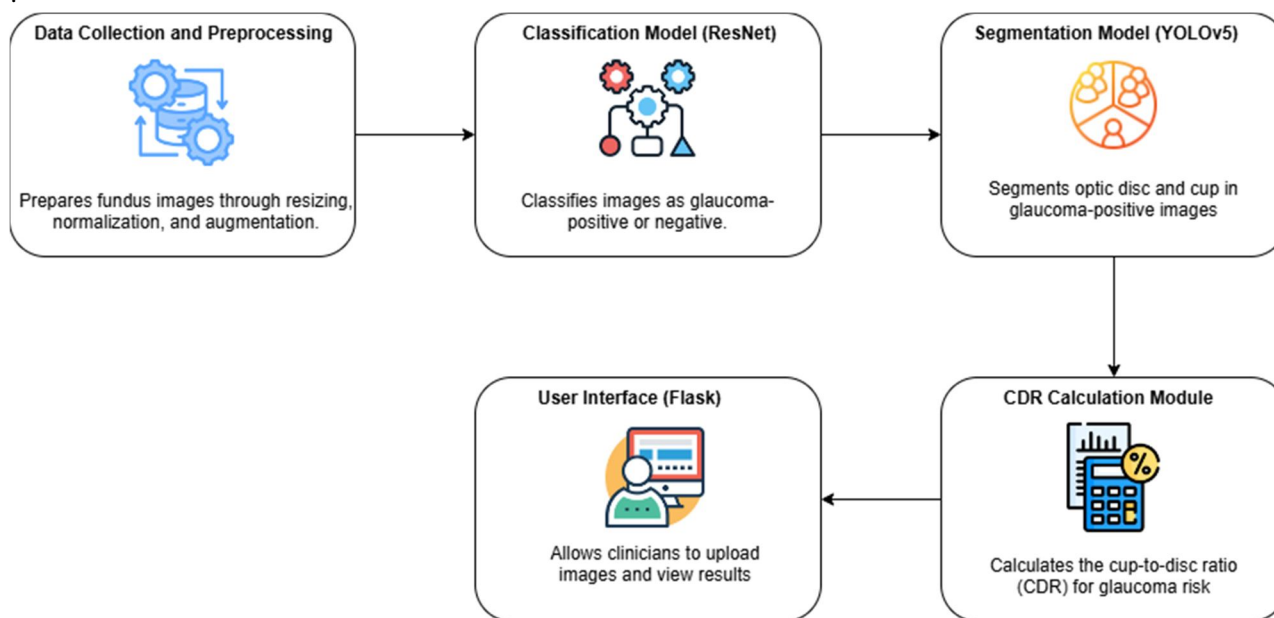 Data Collection and Preprocessing
Prepares fundus images through resizing,
normalization, and augmentation.
Classification Model (ResNet)
Classifies images as glaucoma-
positive or negative.
Segmentation Model (YOLOv5)
Segments optic disc and cup in
glaucoma-positive images
CDR Calculation Module
%
Calculates the cup-to-disc ratio
(CDR) for glaucoma risk
User Interface (Flask)
Allows clinicians to upload
images and view results